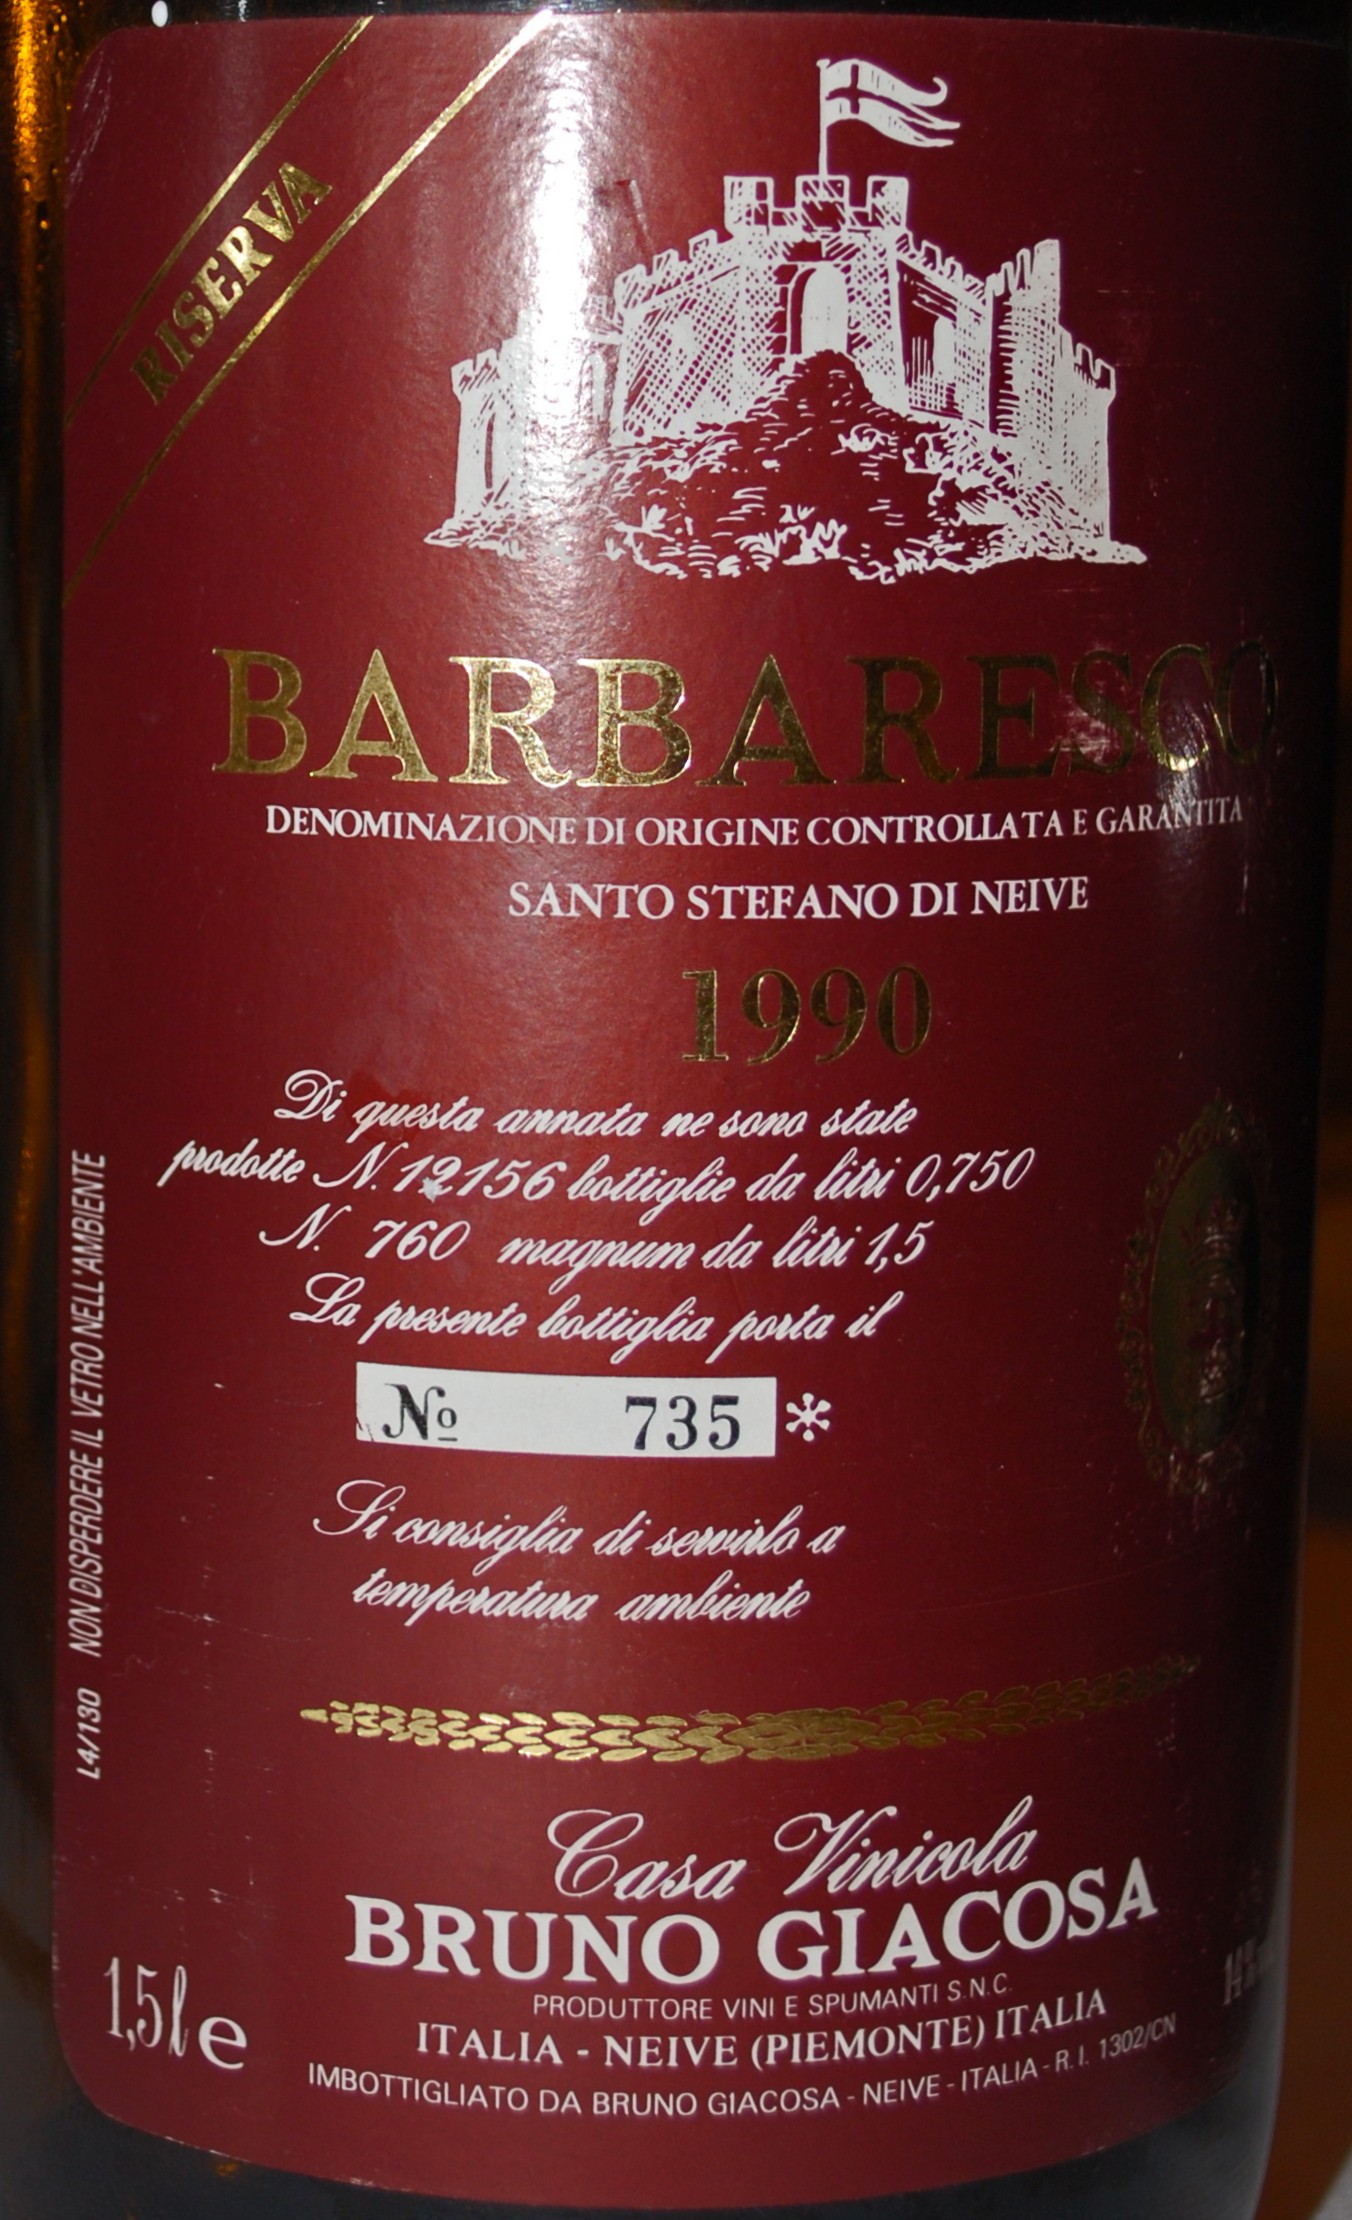 RISERVA
BARBARESCO
DENOMINAZIONE DI ORIGINE CONTROLLATA E GARANTITA
SANTO STEFANO DI NEIVE
1990
Di questa annata ne sono state
prodotte N. 12156 bottiglie da litri 0,750
N. 760 magnum da litri 1,5
La presente bottiglia porta il
No 735 *
Si consiglia di servirlo a
temperatura ambiente
L4/130 NON DISPERDERE IL VETRO NELL'AMBIENTE
Casa Vinicola
BRUNO GIACOSA
PRODUTTORE VINI E SPUMANTI S.N.C.
ITALIA - NEIVE (PIEMONTE) ITALIA
IMBOTTIGLIATO DA BRUNO GIACOSA - NEIVE - ITALIA - R.I. 1302/CN
1,5 l e